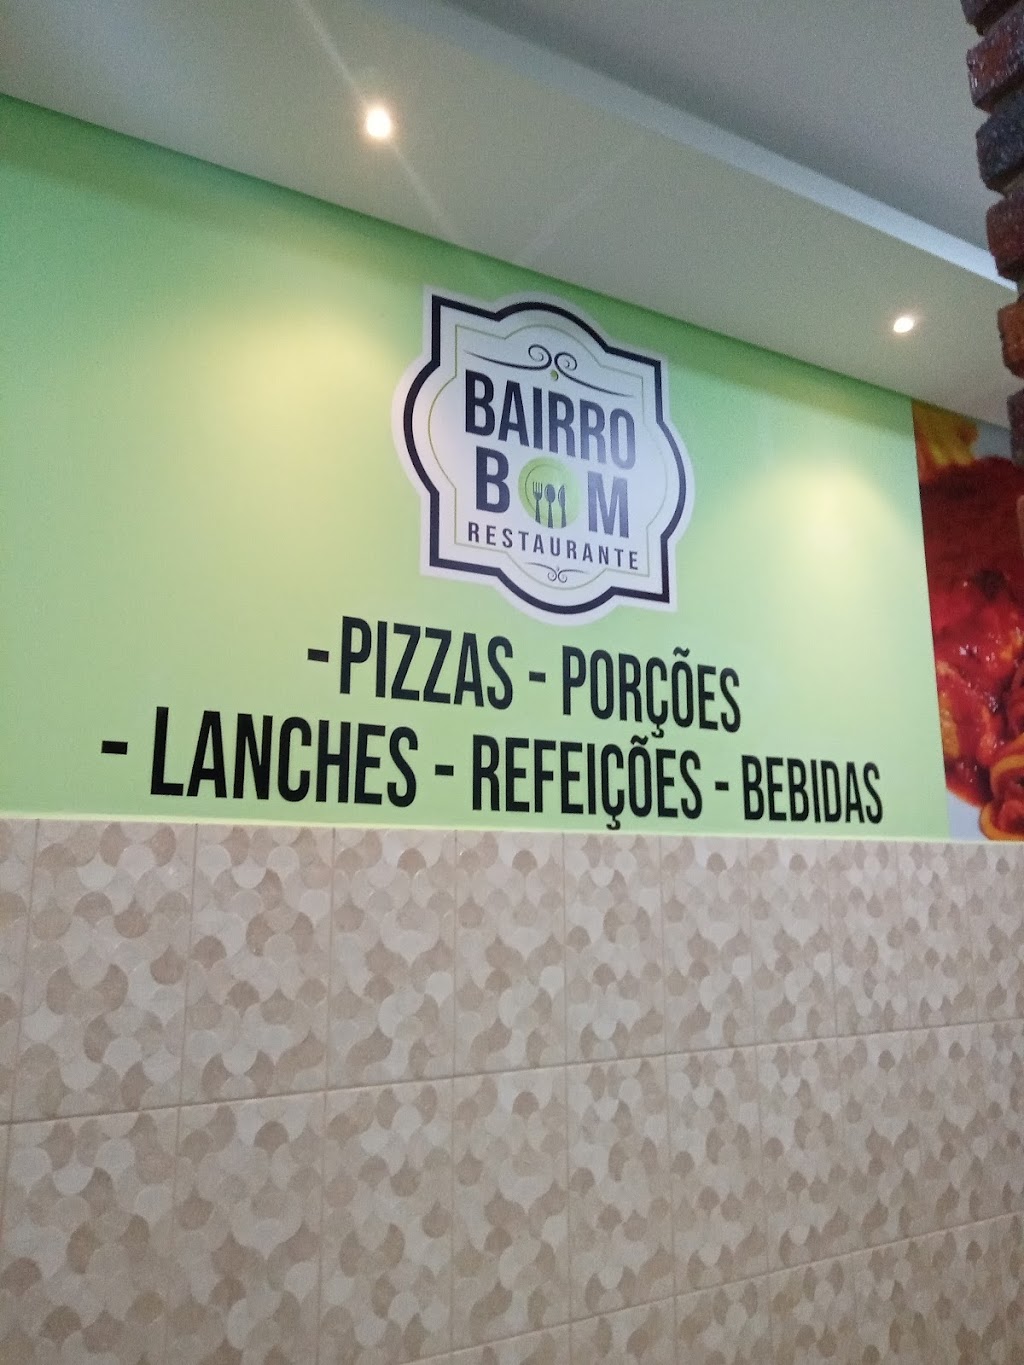 BAIRRO
BOM
RESTAURANTE
- PIZZAS - PORÇÕES
- LANCHES - REFEIÇÕES - BEBIDAS